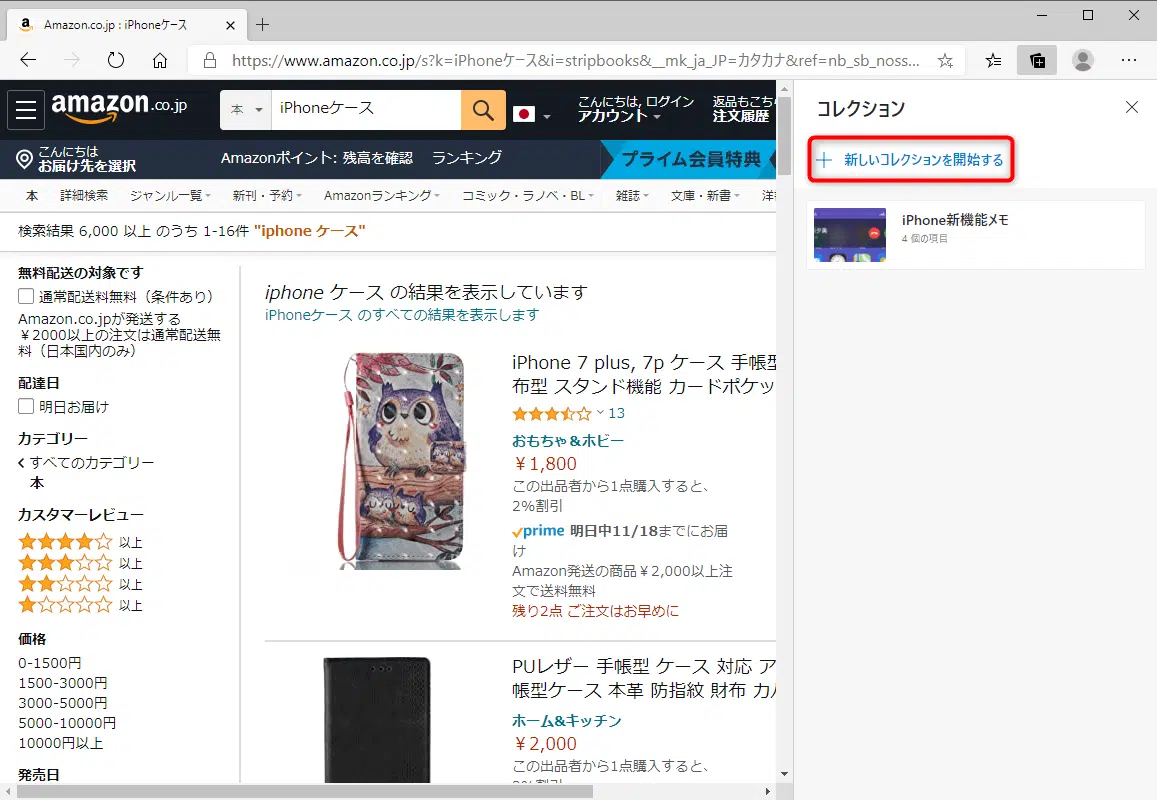 Amazon.co.jp : iPhoneケース
https://www.amazon.co.jp/s?k=iPhoneケース&i=stripbooks&__mk_ja_JP=カタカナ&ref=nb_sb_noss...
amazon.co.jp
本
iPhoneケース
こんにちは, ログイン
アカウント
返品もこち
注文履歴
こんにちは
お届け先を選択
Amazonポイント: 残高を確認
ランキング
プライム会員特典
本
詳細検索
ジャンル一覧
新刊・予約
Amazonランキング
コミック・ラノベ・BL
雑誌
文庫・新書
洋
検索結果 6,000 以上 のうち 1-16件 "iphone ケース"
無料配送の対象です
通常配送料無料（条件あり）
Amazon.co.jpが発送する
￥2000以上の注文は通常配送無
料（日本国内のみ）
配達日
明日お届け
カテゴリー
すべてのカテゴリー
本
カスタマーレビュー
以上
以上
以上
以上
価格
0-1500円
1500-3000円
3000-5000円
5000-10000円
10000円以上
発売日
iphone ケース の結果を表示しています
iPhoneケース のすべての結果を表示します
iPhone 7 plus, 7p ケース 手帳型
布型 スタンド機能 カードポケッ
13
おもちゃ&ホビー
￥1,800
この出品者から1点購入すると、
2%割引
prime 明日中11/18までにお届
け
Amazon発送の商品￥2,000以上注
文で送料無料
残り2点 ご注文はお早めに
PUレザー 手帳型 ケース 対応 ア
帳型ケース 本革 防指紋 財布 カバ
ホーム&キッチン
￥2,000
この出品者から1点購入すると、
2%割引
コレクション
新しいコレクションを開始する
iPhone新機能メモ
4 個の項目